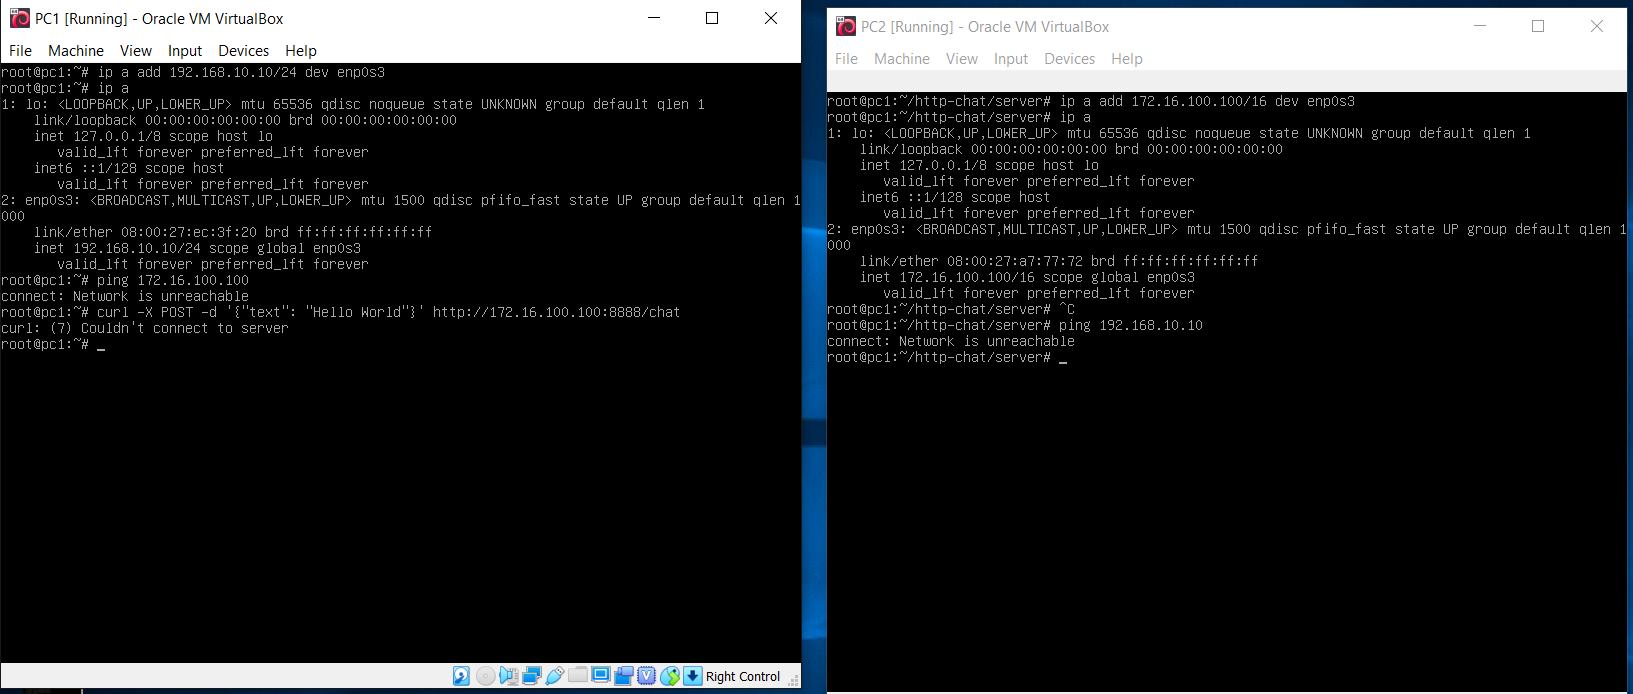 PC1 [Running] - Oracle VM VirtualBox
File Machine View Input Devices Help
root@pc1:~# ip a add 192.168.10.10/24 dev enp0s3
root@pc1:~# ip a
1: lo: <LOOPBACK,UP,LOWER_UP> mtu 65536 qdisc noqueue state UNKNOWN group default qlen 1
    link/loopback 00:00:00:00:00:00 brd 00:00:00:00:00:00
    inet 127.0.0.1/8 scope host lo
       valid_lft forever preferred_lft forever
    inet6 ::1/128 scope host
       valid_lft forever preferred_lft forever
2: enp0s3: <BROADCAST,MULTICAST,UP,LOWER_UP> mtu 1500 qdisc pfifo_fast state UP group default qlen 1
000
    link/ether 08:00:27:ec:3f:20 brd ff:ff:ff:ff:ff:ff
    inet 192.168.10.10/24 scope global enp0s3
       valid_lft forever preferred_lft forever
root@pc1:~# ping 172.16.100.100
connect: Network is unreachable
root@pc1:~# curl -X POST -d '{"text": "Hello World"}' http://172.16.100.100:8888/chat
curl: (7) Couldn't connect to server
root@pc1:~# _
Right Control
PC2 [Running] - Oracle VM VirtualBox
File Machine View Input Devices Help
root@pc1:~/http-chat/server# ip a add 172.16.100.100/16 dev enp0s3
root@pc1:~/http-chat/server# ip a
1: lo: <LOOPBACK,UP,LOWER_UP> mtu 65536 qdisc noqueue state UNKNOWN group default qlen 1
    link/loopback 00:00:00:00:00:00 brd 00:00:00:00:00:00
    inet 127.0.0.1/8 scope host lo
       valid_lft forever preferred_lft forever
    inet6 ::1/128 scope host
       valid_lft forever preferred_lft forever
2: enp0s3: <BROADCAST,MULTICAST,UP,LOWER_UP> mtu 1500 qdisc pfifo_fast state UP group default qlen 1
000
    link/ether 08:00:27:a7:77:72 brd ff:ff:ff:ff:ff:ff
    inet 172.16.100.100/16 scope global enp0s3
       valid_lft forever preferred_lft forever
root@pc1:~/http-chat/server# ^C
root@pc1:~/http-chat/server# ping 192.168.10.10
connect: Network is unreachable
root@pc1:~/http-chat/server# _